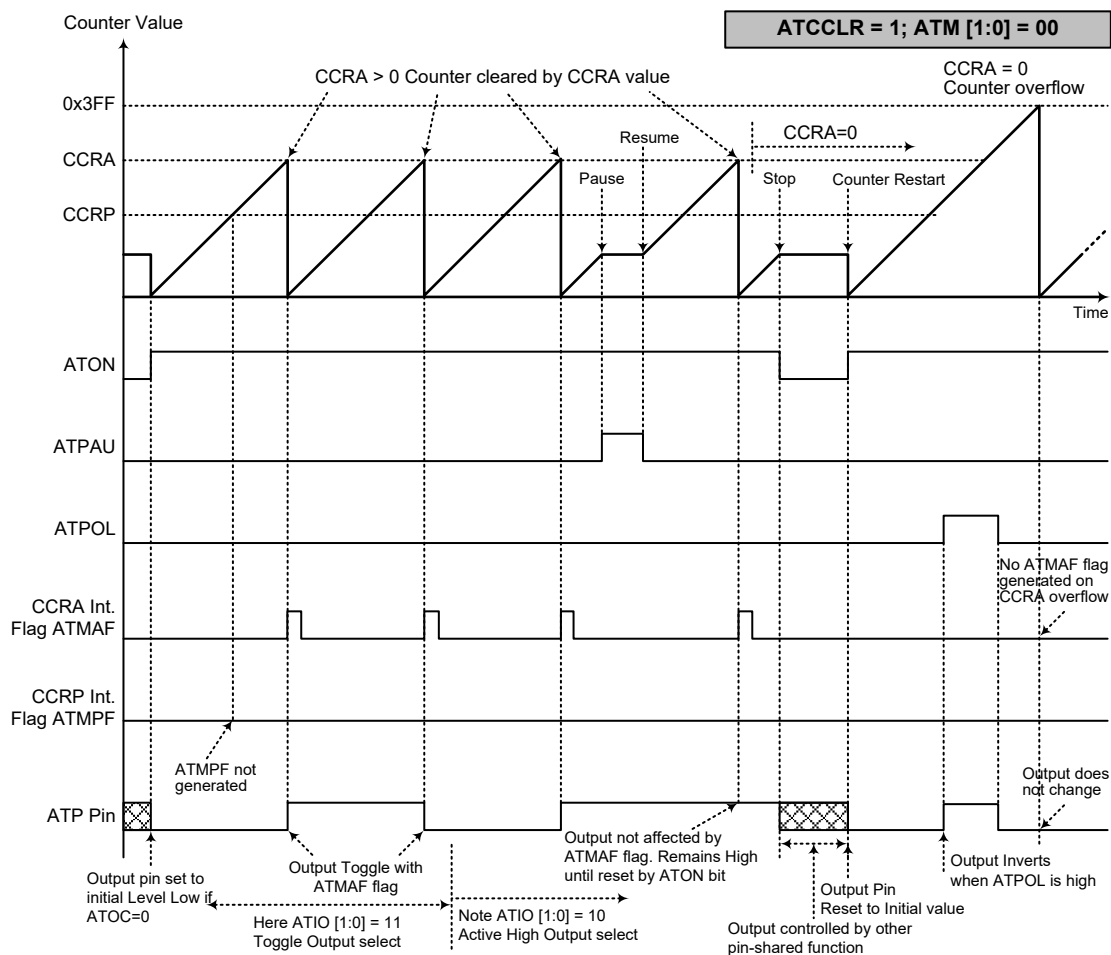 Counter Value
ATCCLR = 1; ATM [1:0] = 00
CCRA > 0 Counter cleared by CCRA value
CCRA = 0
Counter overflow
0x3FF
Resume
CCRA=0
CCRA
Pause
Stop
Counter Restart
CCRP
Time
ATON
ATPAU
ATPOL
No ATMAF flag
generated on
CCRA overflow
CCRA Int.
Flag ATMAF
CCRP Int.
Flag ATMPF
ATMPF not
generated
Output does
not change
ATP Pin
Output not affected by
ATMAF flag. Remains High
until reset by ATON bit
Output Toggle with
ATMAF flag
Output Inverts
when ATPOL is high
Output pin set to
initial Level Low if
ATOC=0
Output Pin
Reset to Initial value
Here ATIO [1:0] = 11
Toggle Output select
Note ATIO [1:0] = 10
Active High Output select
Output controlled by other
pin-shared function